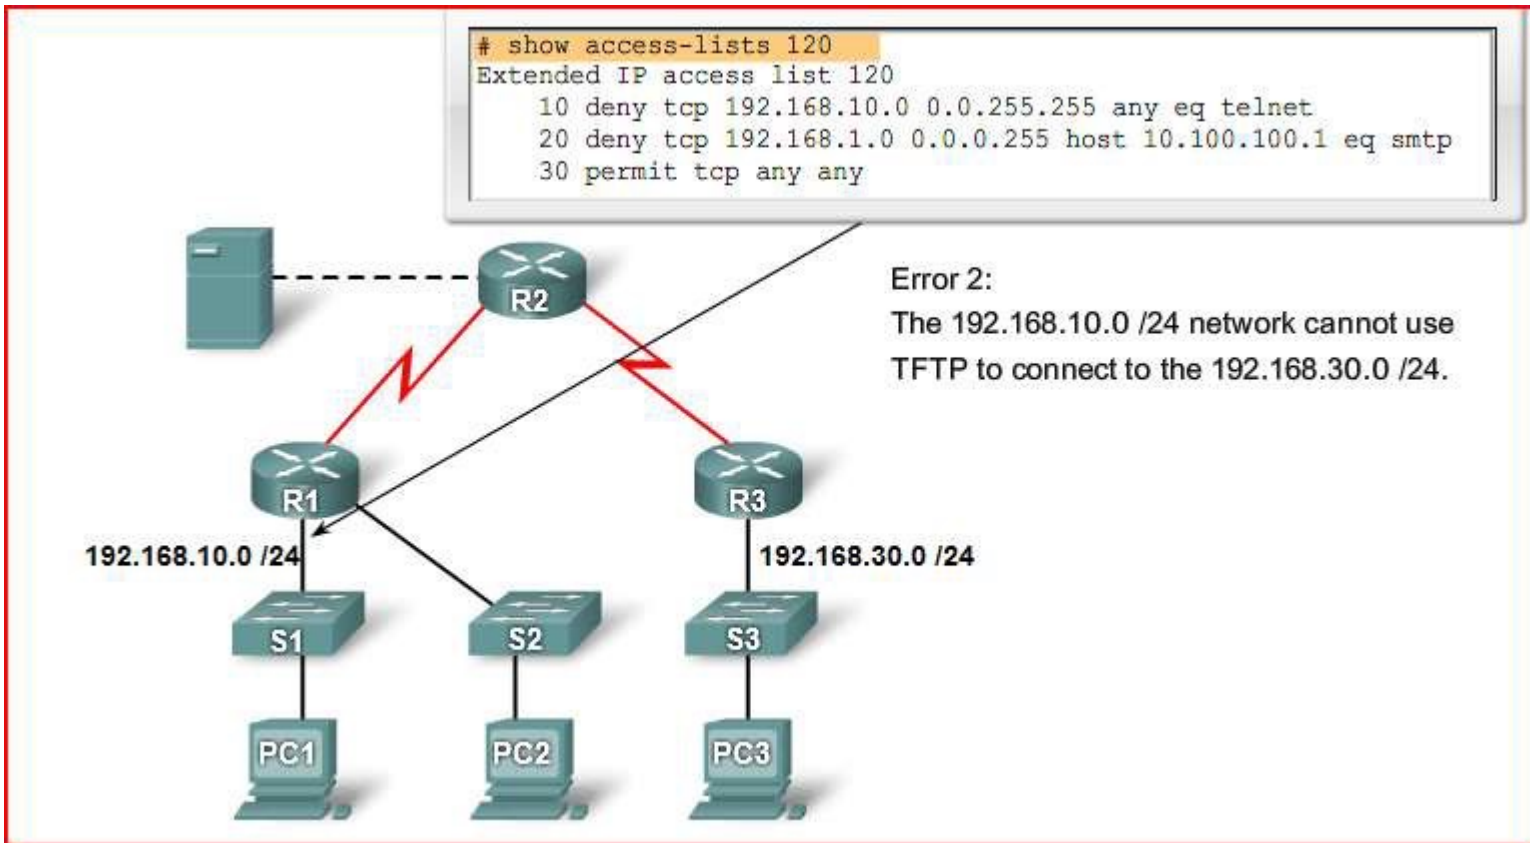 # show access-lists 120
Extended IP access list 120
10 deny tcp 192.168.10.0 0.0.255.255 any eq telnet
20 deny tcp 192.168.1.0 0.0.0.255 host 10.100.100.1 eq smtp
30 permit tcp any any
Error 2:
The 192.168.10.0 /24 network cannot use
TFTP to connect to the 192.168.30.0 /24.
R2
R1
R3
192.168.10.0 /24
192.168.30.0 /24
S1
S2
S3
PC1
PC2
PC3